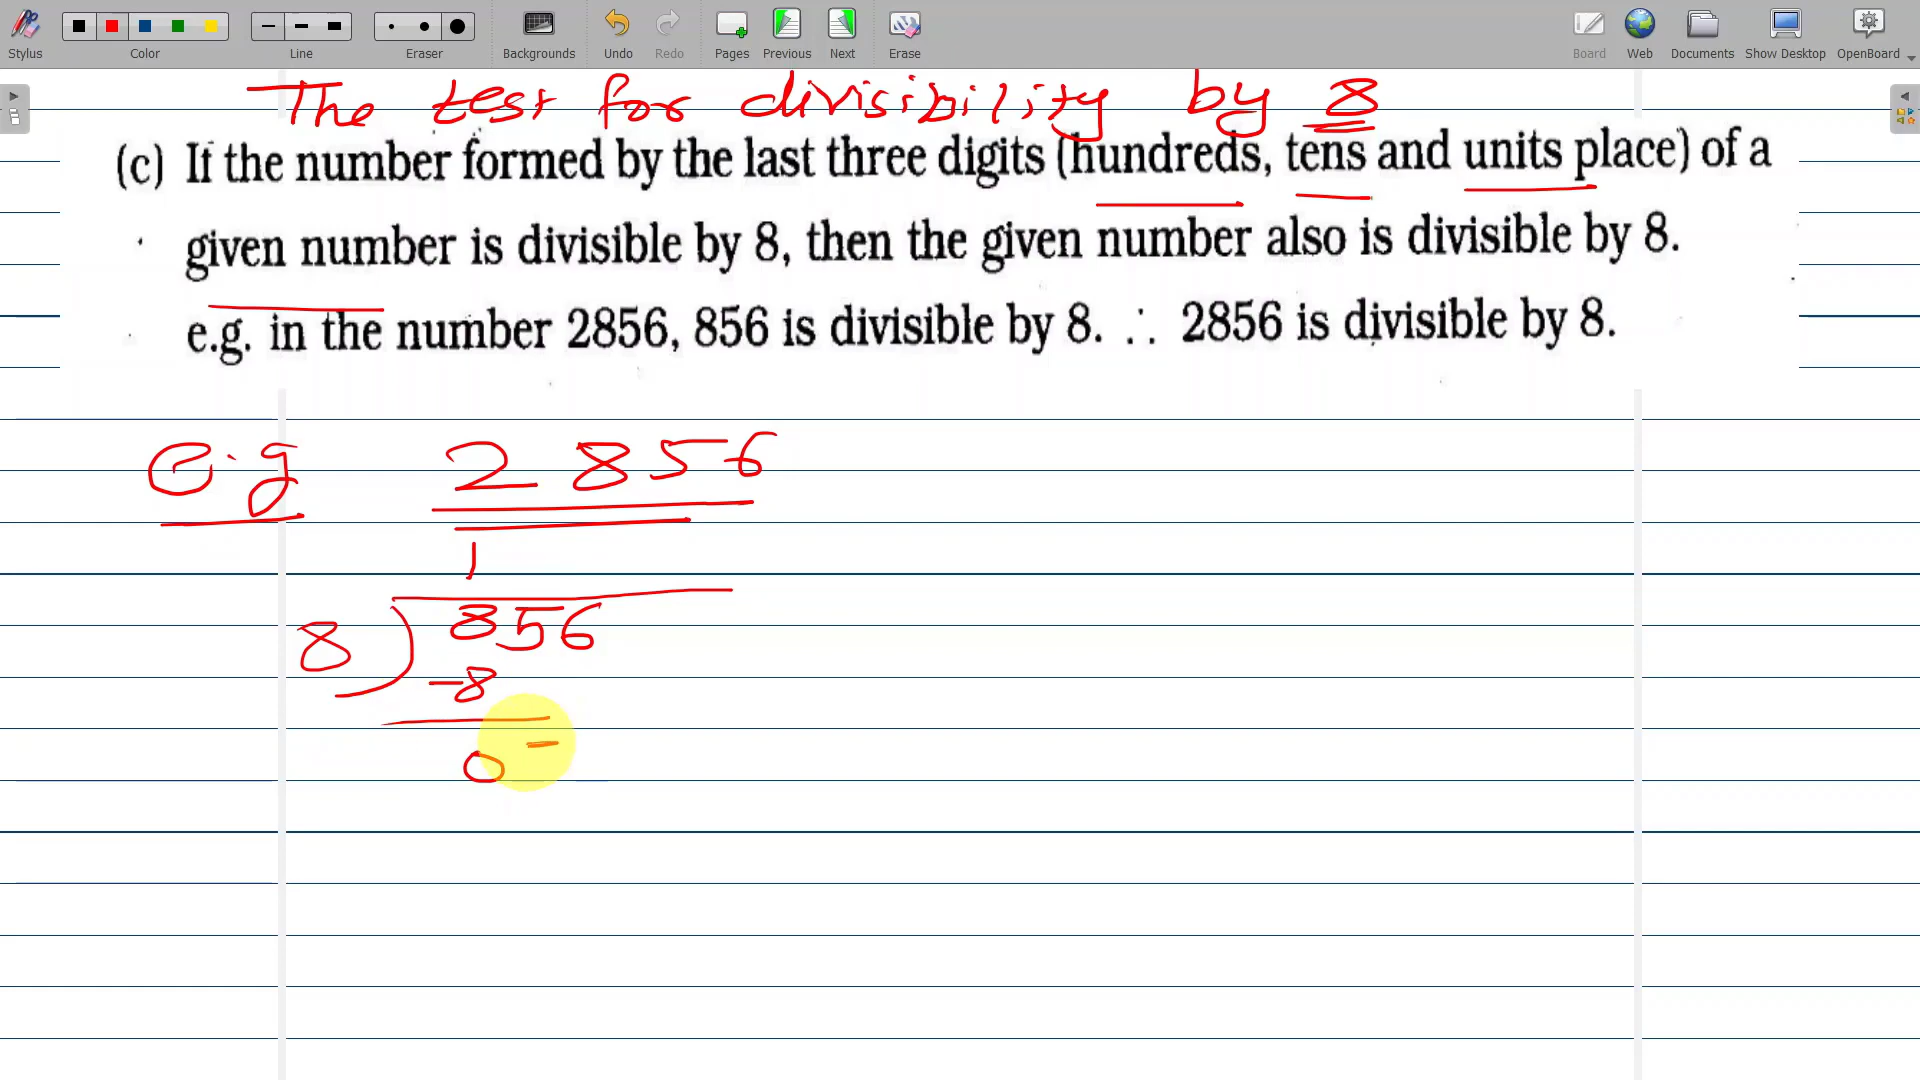 Stylus Color Line Eraser Backgrounds Undo Redo Pages Previous Next Erase Board Web Documents Show Desktop OpenBoard
The test for divisibility by 8
(c) If the number formed by the last three digits (hundreds, tens and units place) of a
given number is divisible by 8, then the given number also is divisible by 8.
e.g. in the number 2856, 856 is divisible by 8. ∴ 2856 is divisible by 8.
e.g 2856
1
8 ) 856
-8
0